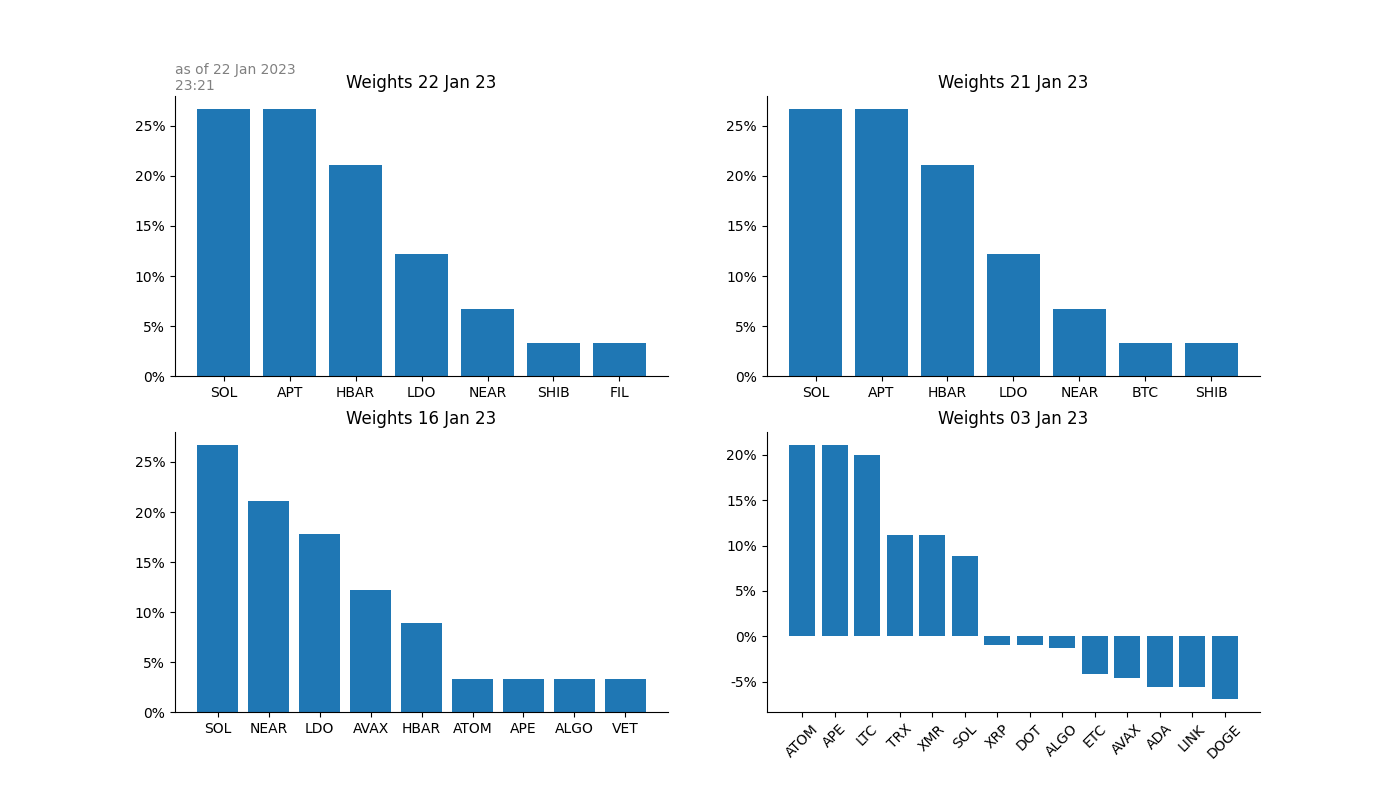 as of 22 Jan 2023
23:21
Weights 22 Jan 23
25%
20%
15%
10%
5%
0%
SOL APT HBAR LDO NEAR SHIB FIL
Weights 21 Jan 23
25%
20%
15%
10%
5%
0%
SOL APT HBAR LDO NEAR BTC SHIB
Weights 16 Jan 23
25%
20%
15%
10%
5%
0%
SOL NEAR LDO AVAX HBAR ATOM APE ALGO VET
Weights 03 Jan 23
20%
15%
10%
5%
0%
-5%
ATOM APE LTC TRX XMR SOL XRP DOT ALGO ETC AVAX ADA LINK DOGE